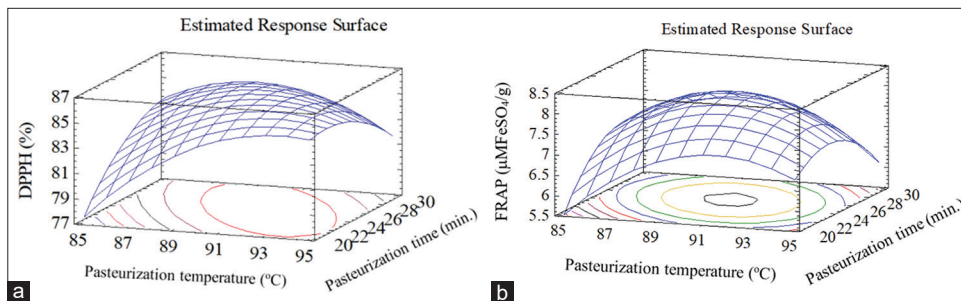 Estimated Response Surface
87
85
83
81
79
77
DPPH (%)
85 87 89 91 93 95
Pasteurization temperature (ºC)
20 22 24 26 28 30
Pasteurization time (min.)
a
Estimated Response Surface
8.5
8
7.5
7
6.5
6
5.5
FRAP (µMFeSO4/g)
85 87 89 91 93 95
Pasteurization temperature (ºC)
20 22 24 26 28 30
Pasteurization time (min.)
b